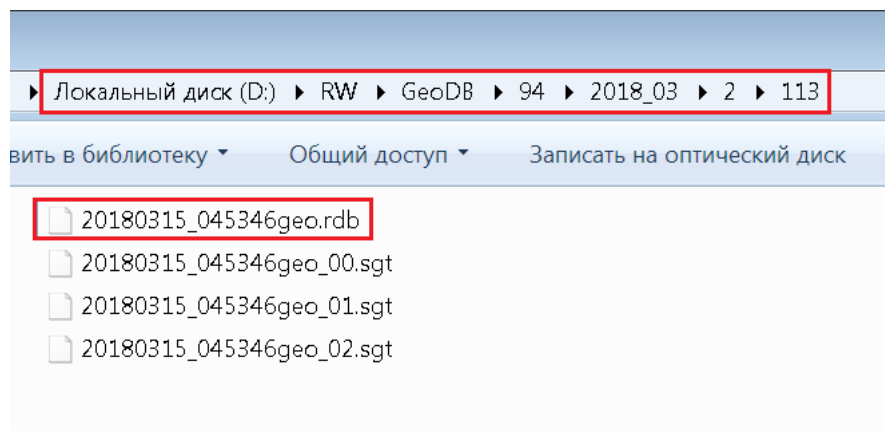 Локальный диск (D:) ▸ RW ▸ GeoDB ▸ 94 ▸ 2018_03 ▸ 2 ▸ 113
вить в библиотеку Общий доступ Записать на оптический диск
20180315_045346geo.rdb
20180315_045346geo_00.sgt
20180315_045346geo_01.sgt
20180315_045346geo_02.sgt